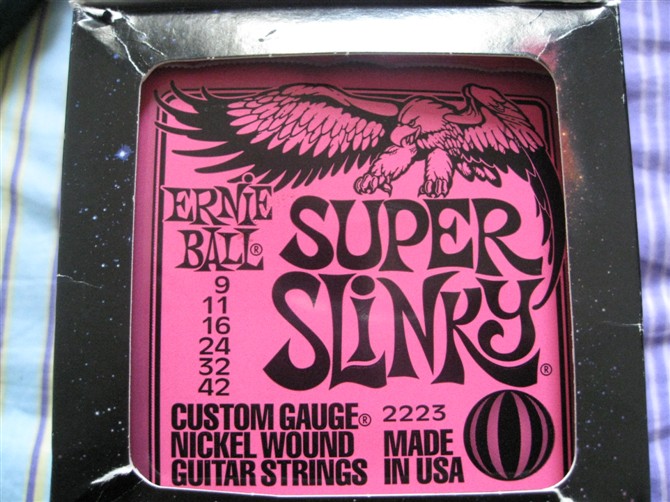 ERNIE
BALL®
SUPER
SLiNKY®
9
11
16
24
32
42
CUSTOM GAUGE® 2223
NICKEL WOUND
GUITAR STRINGS
MADE
IN USA